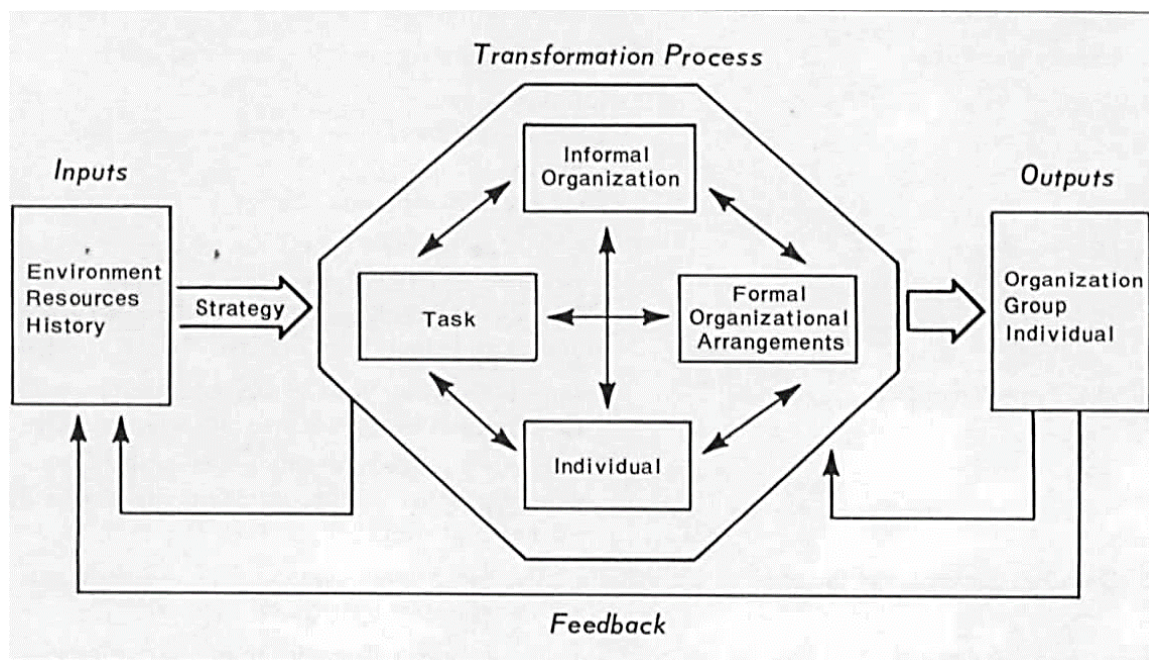 Transformation Process
Inputs
Environment
Resources
History
Strategy
Informal
Organization
Task
Formal
Organizational
Arrangements
Individual
Outputs
Organization
Group
Individual
Feedback